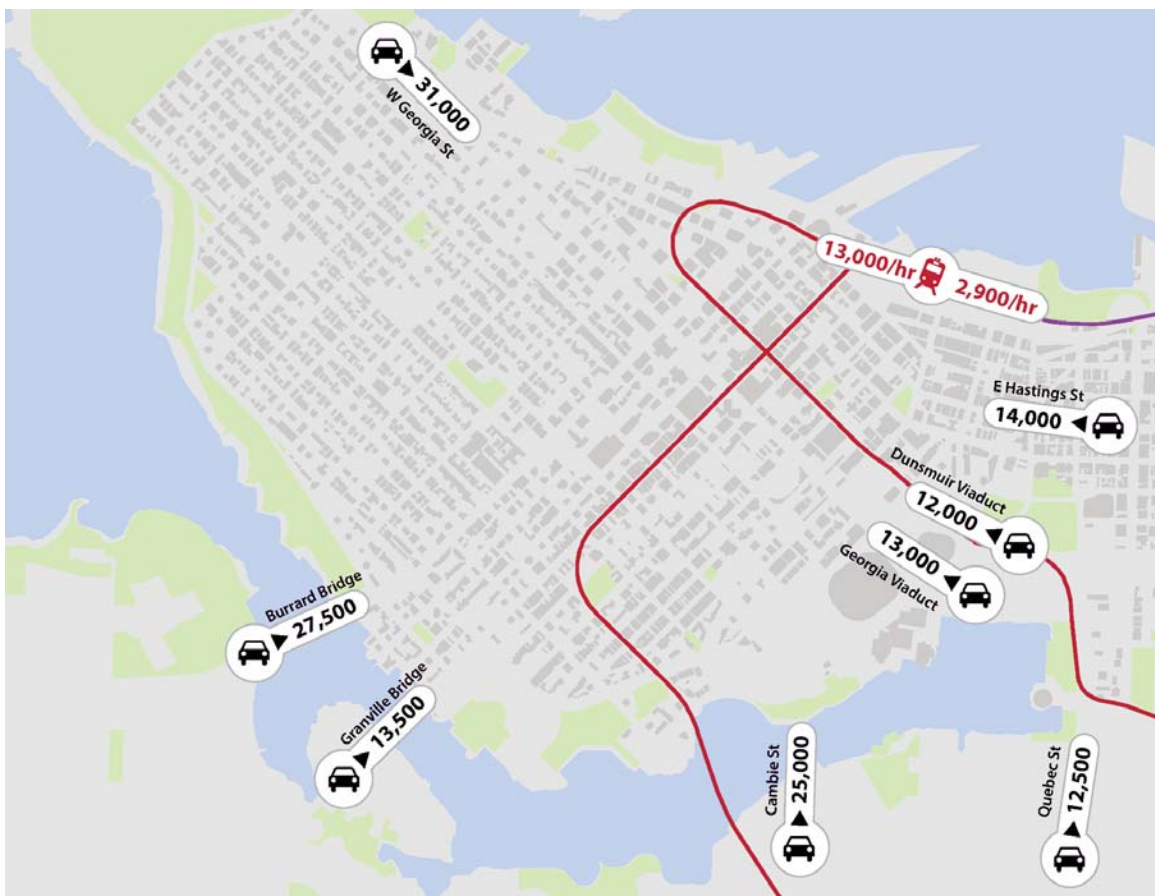 31,000
W Georgia St
13,000/hr
2,900/hr
E Hastings St
14,000
Dunsmuir Viaduct
12,000
13,000
Georgia Viaduct
Burrard Bridge
27,500
Granville Bridge
13,500
Cambie St
25,000
Quebec St
12,500